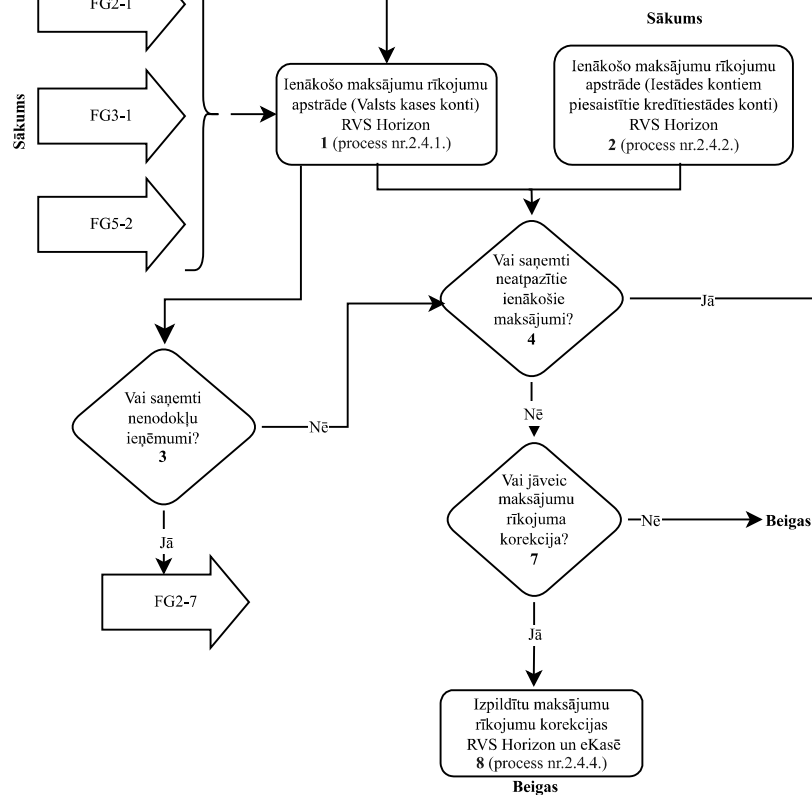 FG2-1
Sākums
FG3-1
FG5-2
Ienākošo maksājumu rīkojumu
apstrāde (Valsts kases konti)
RVS Horizon
1 (process nr.2.4.1.)
Sākums
Ienākošo maksājumu rīkojumu
apstrāde (Iestādes kontiem
piesaistītie kredītiestādes konti)
RVS Horizon
2 (process nr.2.4.2.)
Vai saņemti
neatpazītie
ienākošie
maksājumi?
4
Jā
Nē
Vai saņemti
nenodokļu
ieņēmumi?
3
Nē
Jā
FG2-7
Vai jāveic
maksājumu
rīkojuma
korekcija?
7
Nē
Beigas
Jā
Izpildītu maksājumu
rīkojumu korekcijas
RVS Horizon un eKasē
8 (process nr.2.4.4.)
Beigas